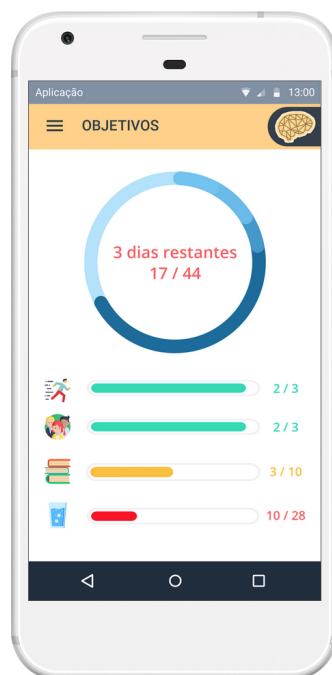 Aplicação 13:00
OBJETIVOS
3 dias restantes
17 / 44
2 / 3
2 / 3
3 / 10
10 / 28